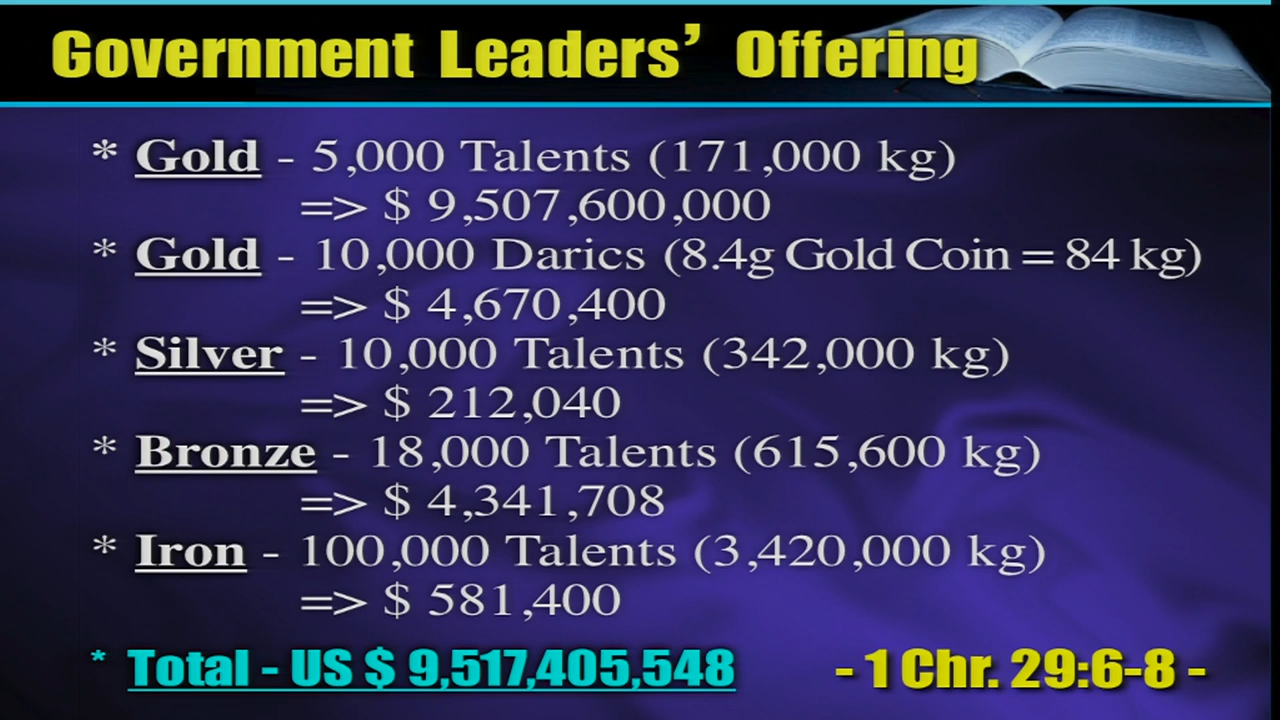 Government Leaders’ Offering
* Gold - 5,000 Talents (171,000 kg)
=> $ 9,507,600,000
* Gold - 10,000 Darics (8.4g Gold Coin = 84 kg)
=> $ 4,670,400
* Silver - 10,000 Talents (342,000 kg)
=> $ 212,040
* Bronze - 18,000 Talents (615,600 kg)
=> $ 4,341,708
* Iron - 100,000 Talents (3,420,000 kg)
=> $ 581,400
* Total - US $ 9,517,405,548 - 1 Chr. 29:6-8 -